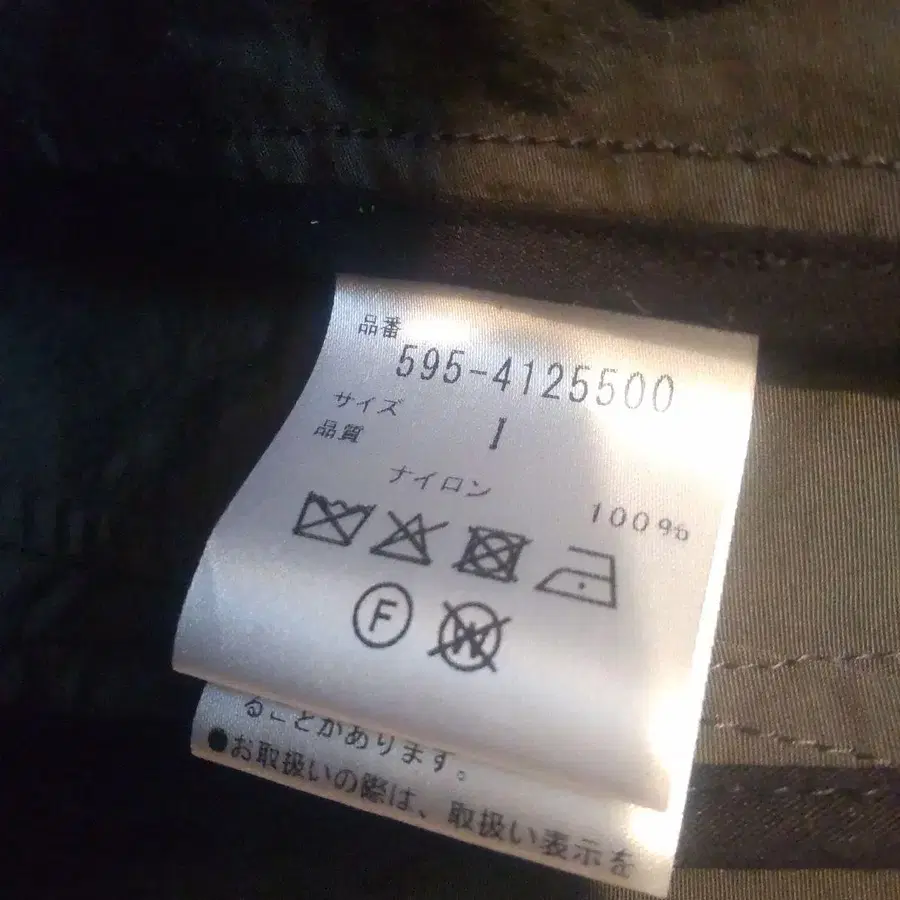 品番
595-4125500
サイズ 1
品質
ナイロン 100%
F
W
ることがあります。
●お取扱いの際は、取扱い表示を